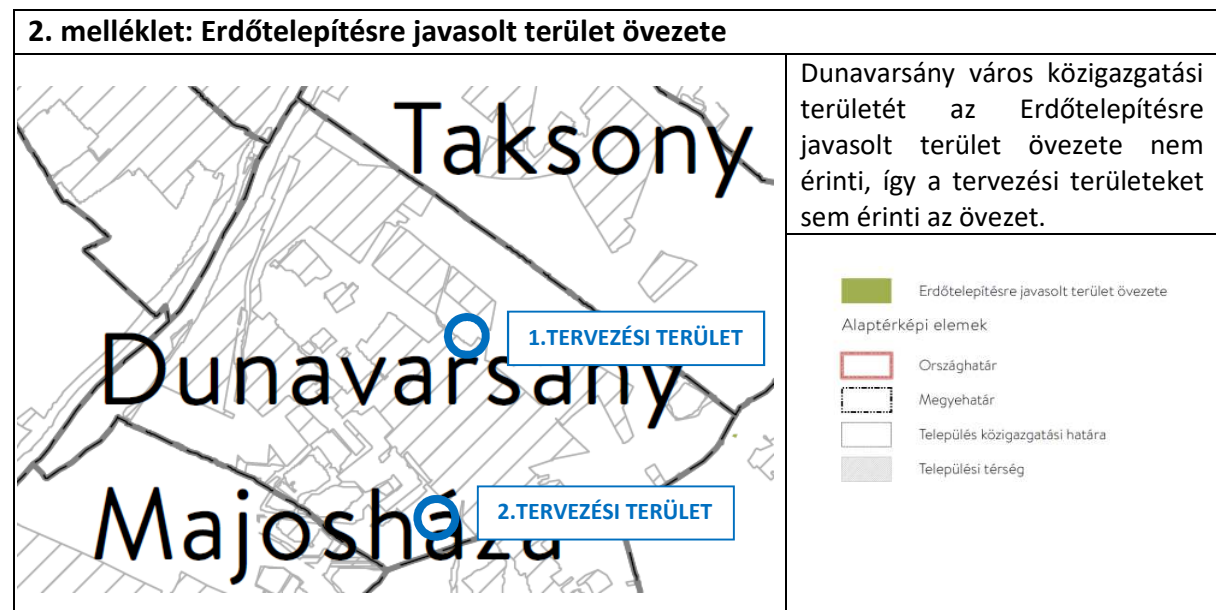 2. melléklet: Erdőtelepítésre javasolt terület övezete
Taksony
Dunavarsány
Majosháza
1.TERVEZÉSI TERÜLET
2.TERVEZÉSI TERÜLET
Dunavarsány város közigazgatási
területét az Erdőtelepítésre
javasolt terület övezete nem
érinti, így a tervezési területeket
sem érinti az övezet.
Erdőtelepítésre javasolt terület övezete
Alaptérképi elemek
Országhatár
Megyehatár
Település közigazgatási határa
Települési térség